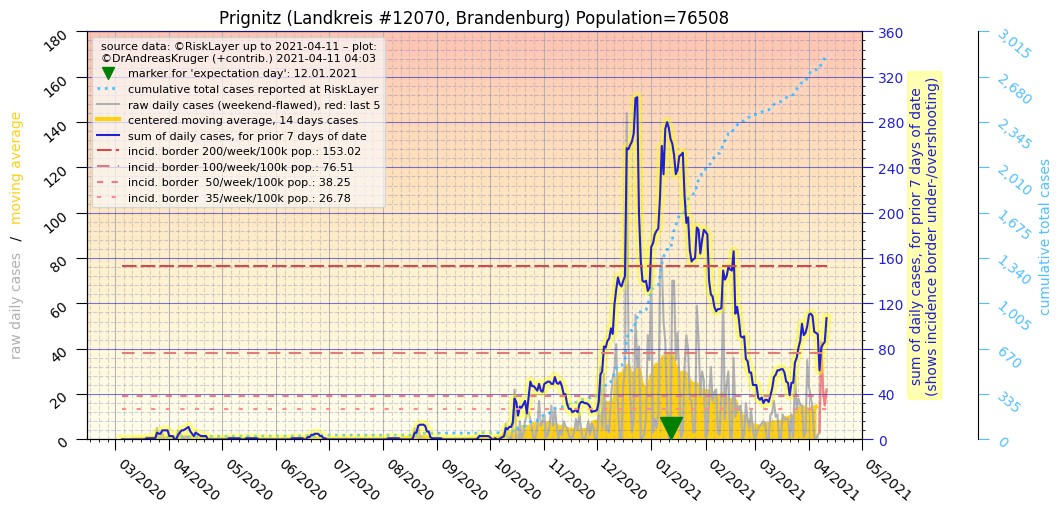 Prignitz (Landkreis #12070, Brandenburg) Population=76508
source data: ©RiskLayer up to 2021-04-11 – plot:
©DrAndreasKruger (+contrib.) 2021-04-11 04:03
marker for 'expectation day': 12.01.2021
cumulative total cases reported at RiskLayer
raw daily cases (weekend-flawed), red: last 5
centered moving average, 14 days cases
sum of daily cases, for prior 7 days of date
incid. border 200/week/100k pop.: 153.02
incid. border 100/week/100k pop.: 76.51
incid. border  50/week/100k pop.: 38.25
incid. border  35/week/100k pop.: 26.78
raw daily cases  /  moving average
180
160
140
120
100
80
60
40
20
0
03/2020
04/2020
05/2020
06/2020
07/2020
08/2020
09/2020
10/2020
11/2020
12/2020
01/2021
02/2021
03/2021
04/2021
05/2021
360
320
280
240
200
160
120
80
40
0
sum of daily cases, for prior 7 days of date
(shows incidence border under-/overshooting)
3,015
2,680
2,345
2,010
1,675
1,340
1,005
670
335
0
cumulative total cases